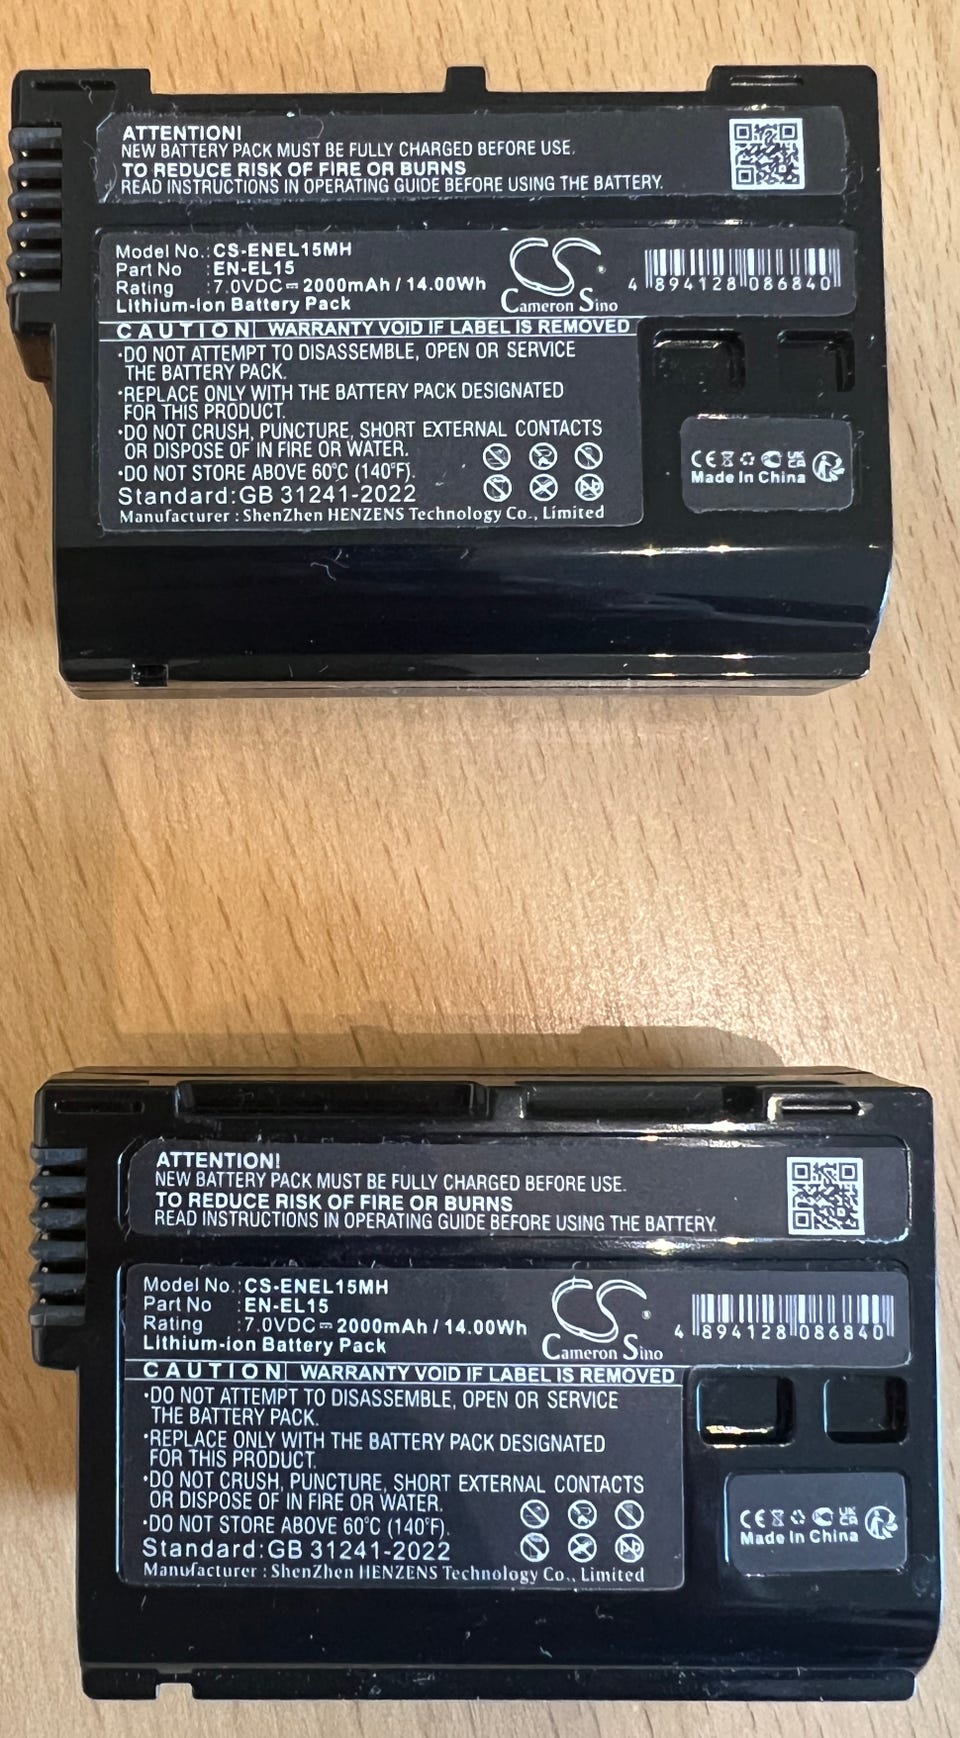 ATTENTION!
NEW BATTERY PACK MUST BE FULLY CHARGED BEFORE USE.
TO REDUCE RISK OF FIRE OR BURNS
READ INSTRUCTIONS IN OPERATING GUIDE BEFORE USING THE BATTERY.
Model No.: CS-ENEL15MH
Part No : EN-EL15
Rating : 7.0VDC⎓2000mAh / 14.00Wh
Lithium-ion Battery Pack
Cameron Sino
4 894128 086840
CAUTION! WARRANTY VOID IF LABEL IS REMOVED
·DO NOT ATTEMPT TO DISASSEMBLE, OPEN OR SERVICE
THE BATTERY PACK.
·REPLACE ONLY WITH THE BATTERY PACK DESIGNATED
FOR THIS PRODUCT.
·DO NOT CRUSH, PUNCTURE, SHORT EXTERNAL CONTACTS
OR DISPOSE OF IN FIRE OR WATER.
·DO NOT STORE ABOVE 60°C (140°F).
Standard:GB 31241-2022
Manufacturer : ShenZhen HENZENS Technology Co., Limited
CE UKCA
Made In China
ATTENTION!
NEW BATTERY PACK MUST BE FULLY CHARGED BEFORE USE.
TO REDUCE RISK OF FIRE OR BURNS
READ INSTRUCTIONS IN OPERATING GUIDE BEFORE USING THE BATTERY.
Model No.: CS-ENEL15MH
Part No : EN-EL15
Rating : 7.0VDC⎓2000mAh / 14.00Wh
Lithium-ion Battery Pack
Cameron Sino
4 894128 086840
CAUTION! WARRANTY VOID IF LABEL IS REMOVED
·DO NOT ATTEMPT TO DISASSEMBLE, OPEN OR SERVICE
THE BATTERY PACK.
·REPLACE ONLY WITH THE BATTERY PACK DESIGNATED
FOR THIS PRODUCT.
·DO NOT CRUSH, PUNCTURE, SHORT EXTERNAL CONTACTS
OR DISPOSE OF IN FIRE OR WATER.
·DO NOT STORE ABOVE 60°C (140°F).
Standard:GB 31241-2022
Manufacturer : ShenZhen HENZENS Technology Co., Limited
CE UKCA
Made In China